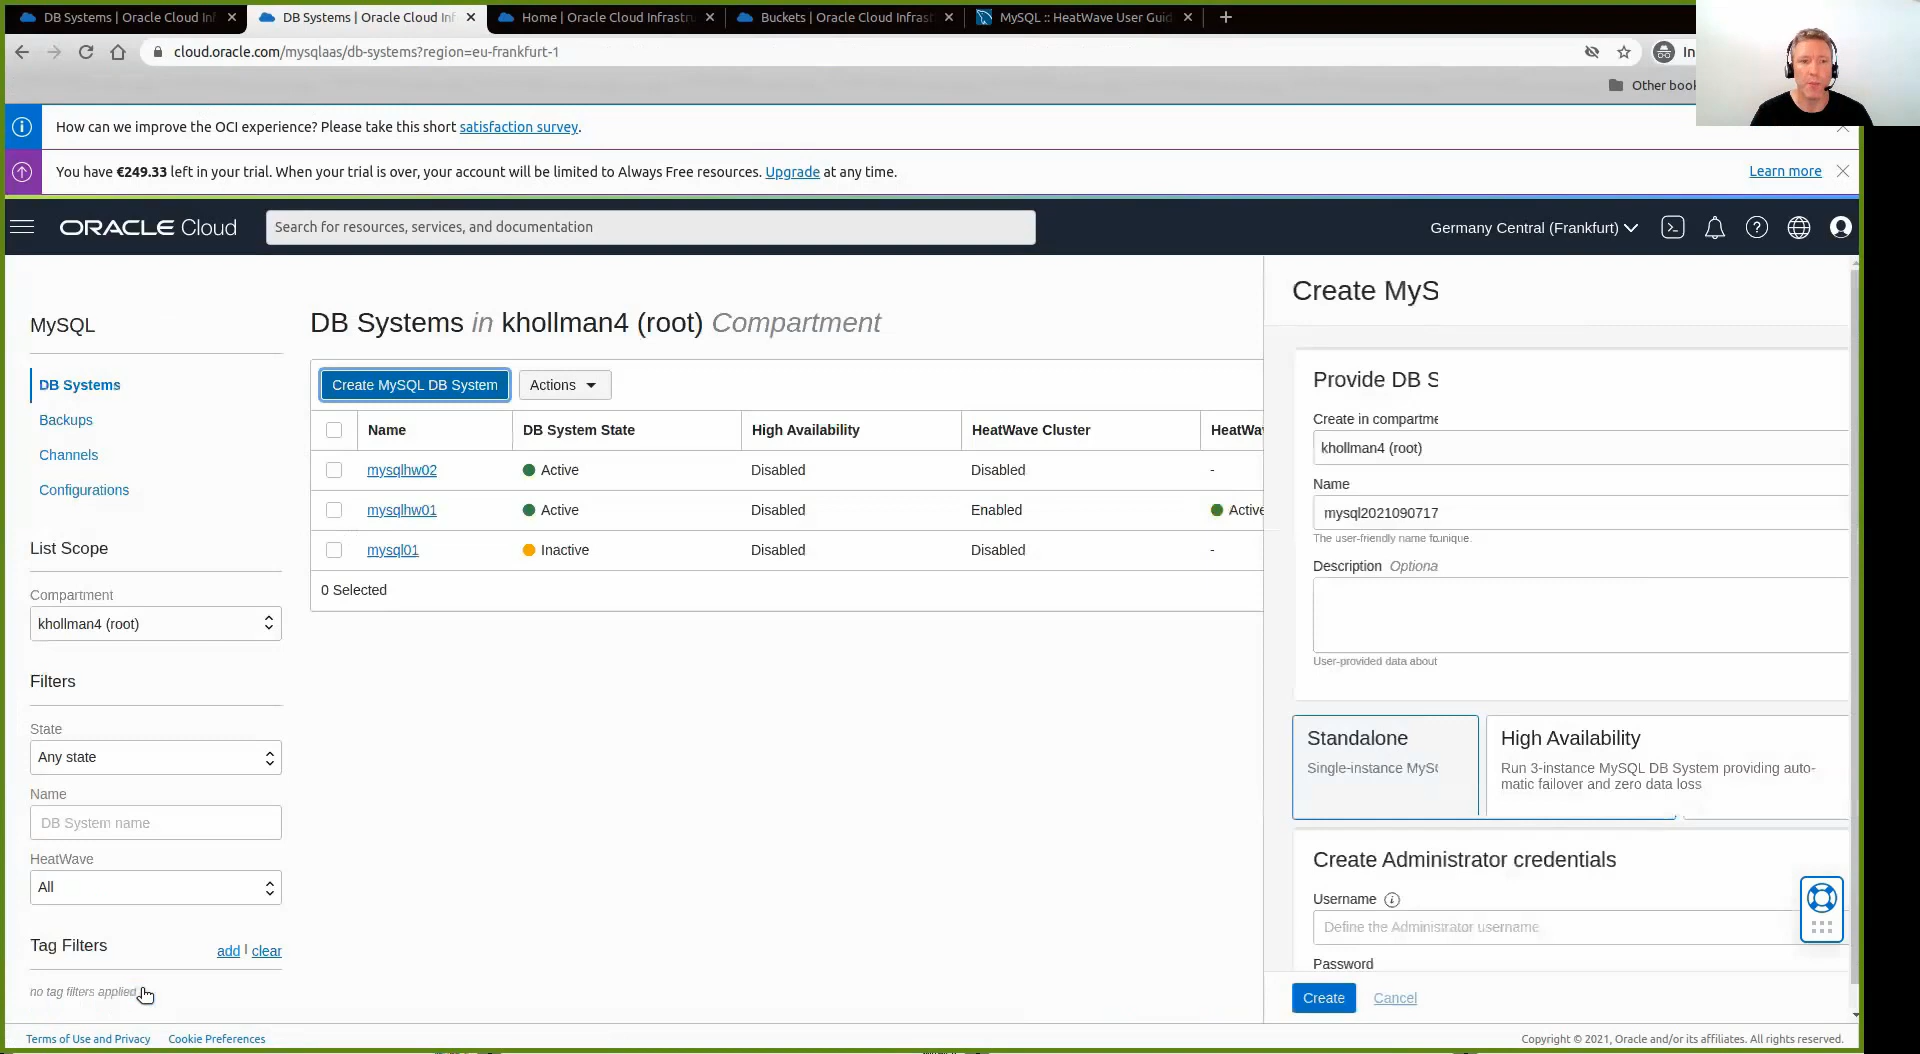 DB Systems | Oracle Cloud Inf
DB Systems | Oracle Cloud Inf
Home | Oracle Cloud Infrastru
Buckets | Oracle Cloud Infrast
MySQL :: HeatWave User Guid
cloud.oracle.com/mysqlaas/db-systems?region=eu-frankfurt-1
In
Other book
How can we improve the OCI experience? Please take this short satisfaction survey.
You have €249.33 left in your trial. When your trial is over, your account will be limited to Always Free resources. Upgrade at any time.
Learn more
ORACLE Cloud
Search for resources, services, and documentation
Germany Central (Frankfurt)
MySQL
DB Systems
Backups
Channels
Configurations
List Scope
Compartment
khollman4 (root)
Filters
State
Any state
Name
DB System name
HeatWave
All
Tag Filters
add | clear
no tag filters applied
DB Systems in khollman4 (root) Compartment
Create MySQL DB System
Actions
Name DB System State High Availability HeatWave Cluster HeatWa
mysqlhw02 Active Disabled Disabled -
mysqlhw01 Active Disabled Enabled Active
mysql01 Inactive Disabled Disabled -
0 Selected
Create MyS
Provide DB S
Create in compartme
khollman4 (root)
Name
mysql2021090717
The user-friendly name
unique.
Description Optiona
User-provided data about
Standalone
Single-instance MyS
High Availability
Run 3-instance MySQL DB System providing auto-
matic failover and zero data loss
Create Administrator credentials
Username
Define the Administrator username
Password
Create
Cancel
Terms of Use and Privacy
Cookie Preferences
Copyright © 2021, Oracle and/or its affiliates. All rights reserved.